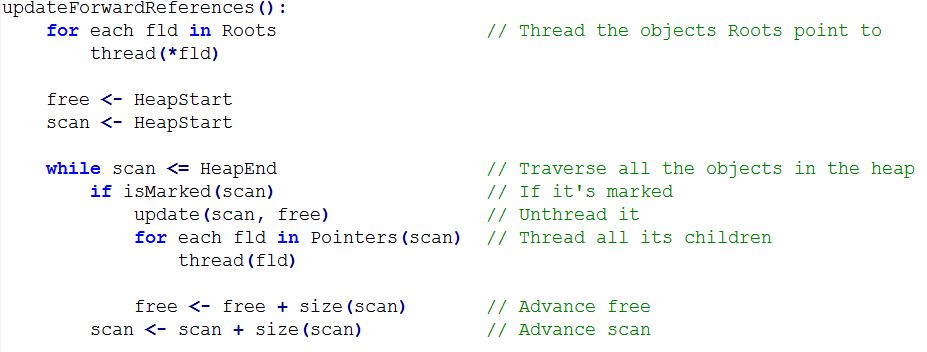 updateForwardReferences():
for each fld in Roots // Thread the objects Roots point to
thread(*fld)
free <- HeapStart
scan <- HeapStart
while scan <= HeapEnd // Traverse all the objects in the heap
if isMarked(scan) // If it's marked
update(scan, free) // Unthread it
for each fld in Pointers(scan) // Thread all its children
thread(fld)
free <- free + size(scan) // Advance free
scan <- scan + size(scan) // Advance scan